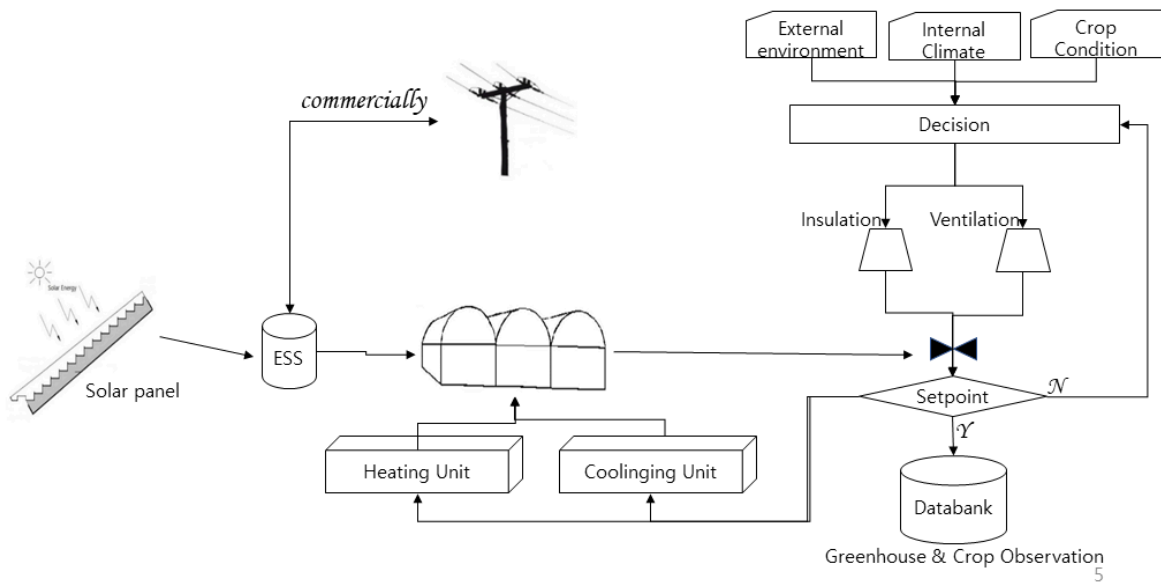 External
environment
Internal
Climate
Crop
Condition
commercially
Decision
Insulation
Ventilation
Solar Energy
ESS
Solar panel
Setpoint
N
Y
Heating Unit
Coolinging Unit
Databank
Greenhouse & Crop Observation
5